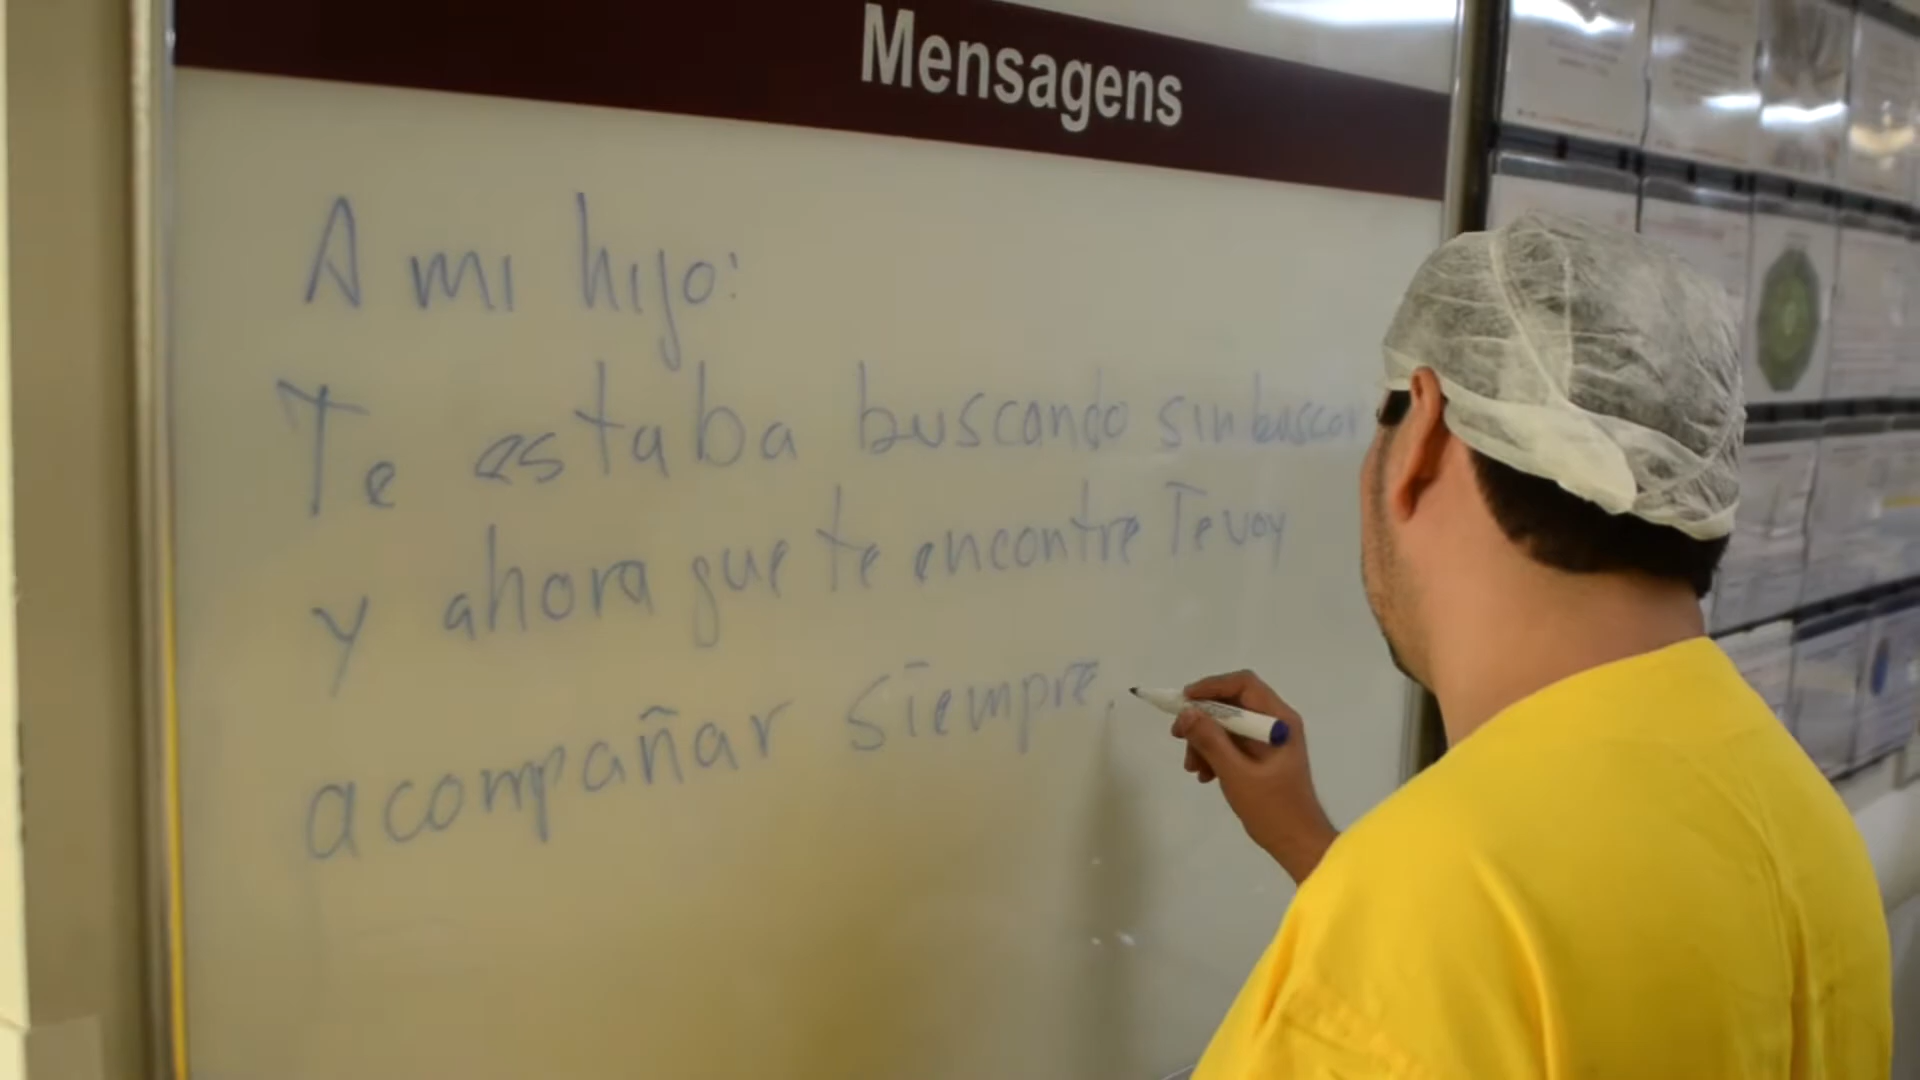 Mensagens
A mi hijo:
Te estaba buscando sin buscar
y ahora que te encontre Te voy
acompañar siempre.